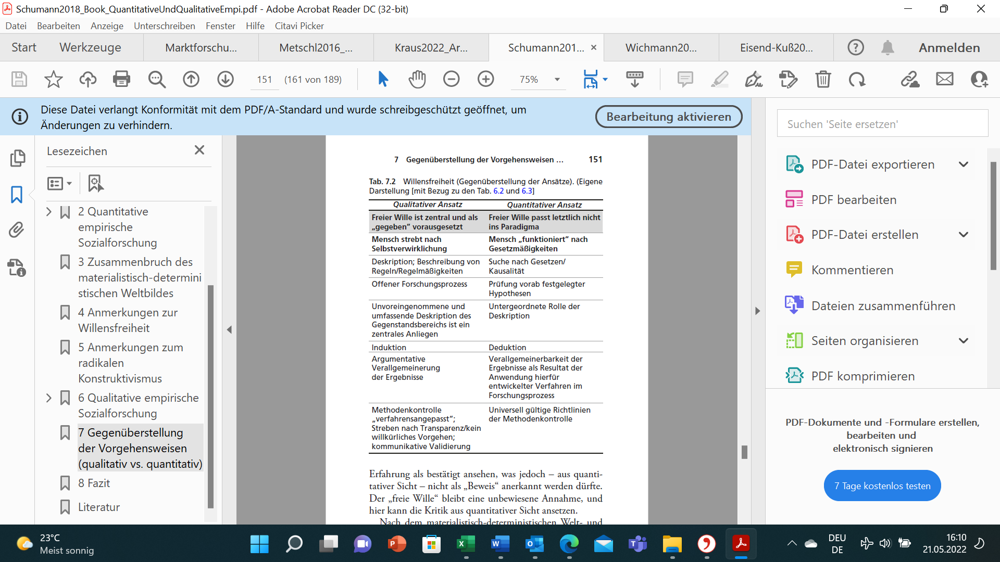 Schumann2018_Book_QuantitativeUndQualitativeEmpi.pdf - Adobe Acrobat Reader DC (32-bit)
Datei Bearbeiten Anzeige Unterschreiben Fenster Hilfe Citavi Picker
Start Werkzeuge Marktforschu... Metschl2016_... Kraus2022_Ar... Schumann201... × Wichmann20... Eisend-Kuß20... Anmelden
151 (161 von 189) 75%
Diese Datei verlangt Konformität mit dem PDF/A-Standard und wurde schreibgeschützt geöffnet, um
Änderungen zu verhindern.
Bearbeitung aktivieren
Lesezeichen
2 Quantitative
empirische
Sozialforschung
3 Zusammenbruch des
materialistisch-determini
stischen Weltbildes
4 Anmerkungen zur
Willensfreiheit
5 Anmerkungen zum
radikalen
Konstruktivismus
6 Qualitative empirische
Sozialforschung
7 Gegenüberstellung
der Vorgehensweisen
(qualitativ vs. quantitativ)
8 Fazit
Literatur
7 Gegenüberstellung der Vorgehensweisen ... 151
Tab. 7.2 Willensfreiheit (Gegenüberstellung der Ansätze). (Eigene
Darstellung [mit Bezug zu den Tab. 6.2 und 6.3]
Qualitativer Ansatz Quantitativer Ansatz
Freier Wille ist zentral und als Freier Wille passt letztlich nicht
„gegeben“ vorausgesetzt ins Paradigma
Mensch strebt nach Mensch „funktioniert“ nach
Selbstverwirklichung Gesetzmäßigkeiten
Deskription; Beschreibung von Suche nach Gesetzen/
Regeln/Regelmäßigkeiten Kausalität
Offener Forschungsprozess Prüfung vorab festgelegter
Hypothesen
Unvoreingenommene und Untergeordnete Rolle der
umfassende Deskription des Deskription
Gegenstandsbereichs ist ein
zentrales Anliegen
Induktion Deduktion
Argumentative Verallgemeinerbarkeit der
Verallgemeinerung Ergebnisse als Resultat der
der Ergebnisse Anwendung hierfür
entwickelter Verfahren im
Forschungsprozess
Methodenkontrolle Universell gültige Richtlinien
„verfahrensangepasst“; der Methodenkontrolle
Streben nach Transparenz/kein
willkürliches Vorgehen;
kommunikative Validierung
Erfahrung als bestätigt ansehen, was jedoch – aus quanti-
tativer Sicht – nicht als „Beweis“ anerkannt werden dürfte.
Der „freie Wille“ bleibt eine unbewiesene Annahme, und
hier kann die Kritik aus quantitativer Sicht ansetzen.
Nach dem materialistisch-deterministischen Welt- und
Suchen 'Seite ersetzen'
PDF-Datei exportieren
PDF bearbeiten
PDF-Datei erstellen
Kommentieren
Dateien zusammenführen
Seiten organisieren
PDF komprimieren
PDF-Dokumente und -Formulare erstellen,
bearbeiten und
elektronisch signieren
7 Tage kostenlos testen
23°C
Meist sonnig
DEU
DE
16:10
21.05.2022